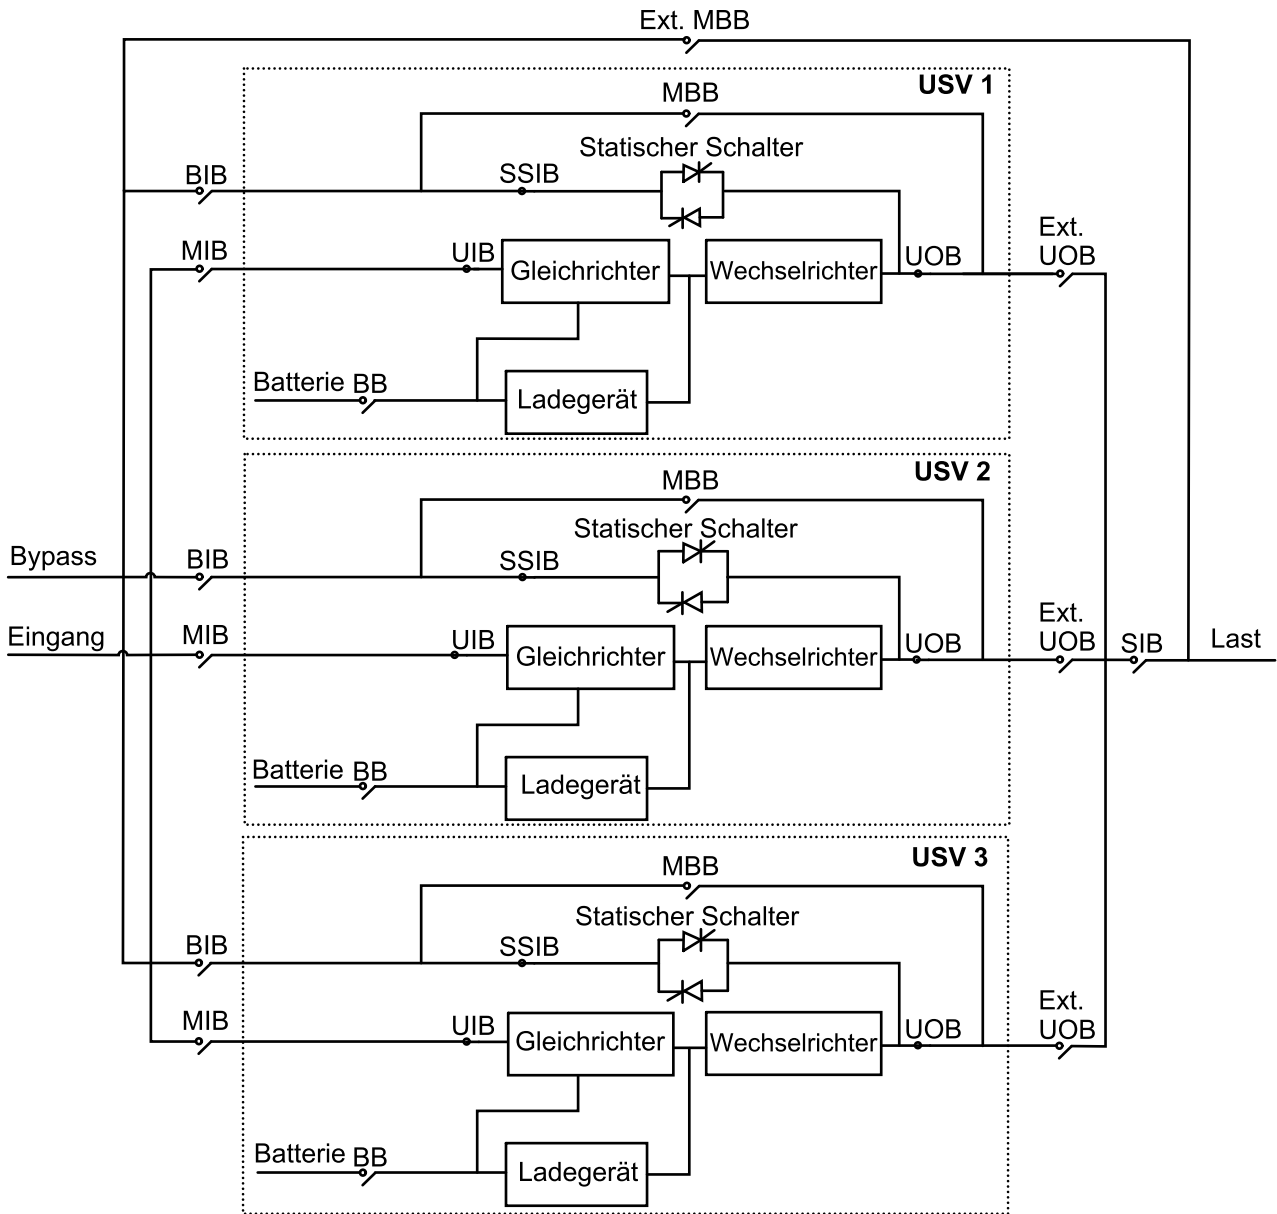 Ext. MBB
USV 1
MBB
Statischer Schalter
BIB
SSIB
MIB
UIB
Gleichrichter
Wechselrichter
UOB
Ext.
UOB
Batterie BB
Ladegerät
USV 2
MBB
Statischer Schalter
Bypass
BIB
SSIB
Eingang
MIB
UIB
Gleichrichter
Wechselrichter
UOB
Ext.
UOB
SIB
Last
Batterie BB
Ladegerät
USV 3
MBB
Statischer Schalter
BIB
SSIB
MIB
UIB
Gleichrichter
Wechselrichter
UOB
Ext.
UOB
Batterie BB
Ladegerät